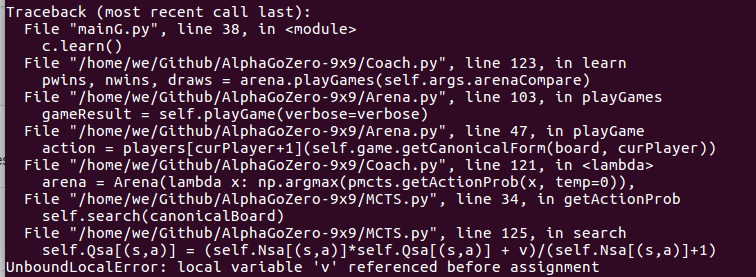 Traceback (most recent call last):
  File "mainG.py", line 38, in <module>
    c.learn()
  File "/home/we/Github/AlphaGoZero-9x9/Coach.py", line 123, in learn
    pwins, nwins, draws = arena.playGames(self.args.arenaCompare)
  File "/home/we/Github/AlphaGoZero-9x9/Arena.py", line 103, in playGames
    gameResult = self.playGame(verbose=verbose)
  File "/home/we/Github/AlphaGoZero-9x9/Arena.py", line 47, in playGame
    action = players[curPlayer+1](self.game.getCanonicalForm(board, curPlayer))
  File "/home/we/Github/AlphaGoZero-9x9/Coach.py", line 121, in <lambda>
    arena = Arena(lambda x: np.argmax(pmcts.getActionProb(x, temp=0)),
  File "/home/we/Github/AlphaGoZero-9x9/MCTS.py", line 34, in getActionProb
    self.search(canonicalBoard)
  File "/home/we/Github/AlphaGoZero-9x9/MCTS.py", line 125, in search
    self.Qsa[(s,a)] = (self.Nsa[(s,a)]*self.Qsa[(s,a)] + v)/(self.Nsa[(s,a)]+1)
UnboundLocalError: local variable 'v' referenced before assignment